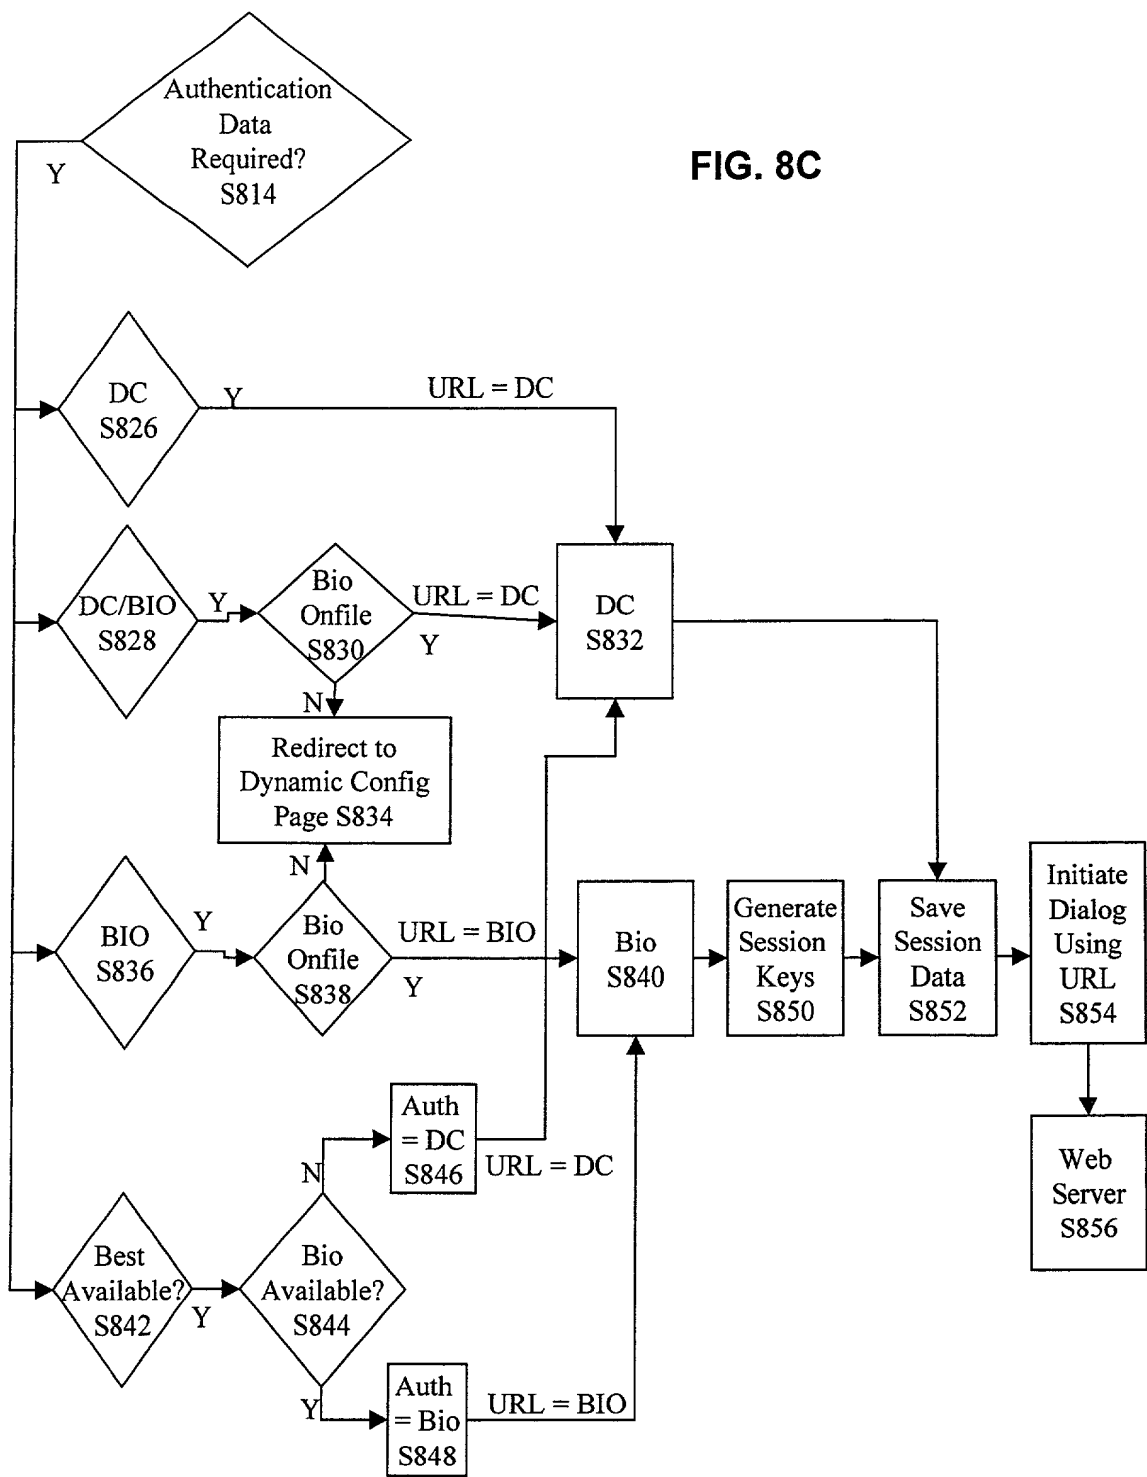 Authentication
Data
Required?
S814
Y
FIG. 8C
DC
S826
Y
URL = DC
DC/BIO
S828
Y
Bio
Onfile
S830
URL = DC
Y
N
DC
S832
Redirect to
Dynamic Config
Page S834
N
BIO
S836
Y
Bio
Onfile
S838
URL = BIO
Y
Bio
S840
Generate
Session
Keys
S850
Save
Session
Data
S852
Initiate
Dialog
Using
URL
S854
Auth
= DC
S846
URL = DC
N
Web
Server
S856
Best
Available?
S842
Y
Bio
Available?
S844
Y
Auth
= Bio
S848
URL = BIO